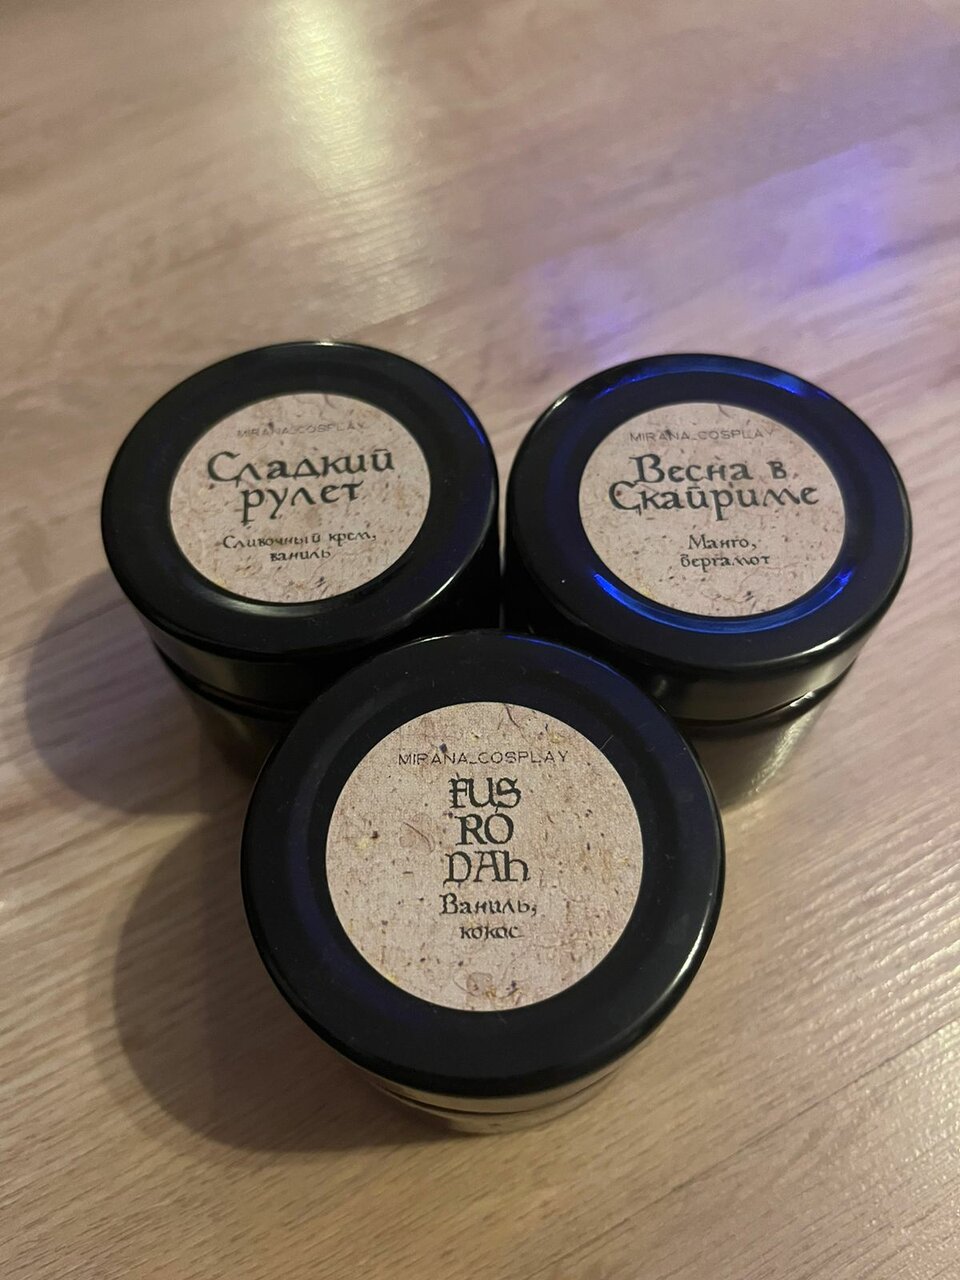 MIRANA_COSPLAY
Сладкий
рулет
Сливочный крем,
ваниль
MIRANA_COSPLAY
Весна в
Скайриме
Манго,
бергамот
MIRANA_COSPLAY
FUS
RO
DAh
Ваниль,
кокос